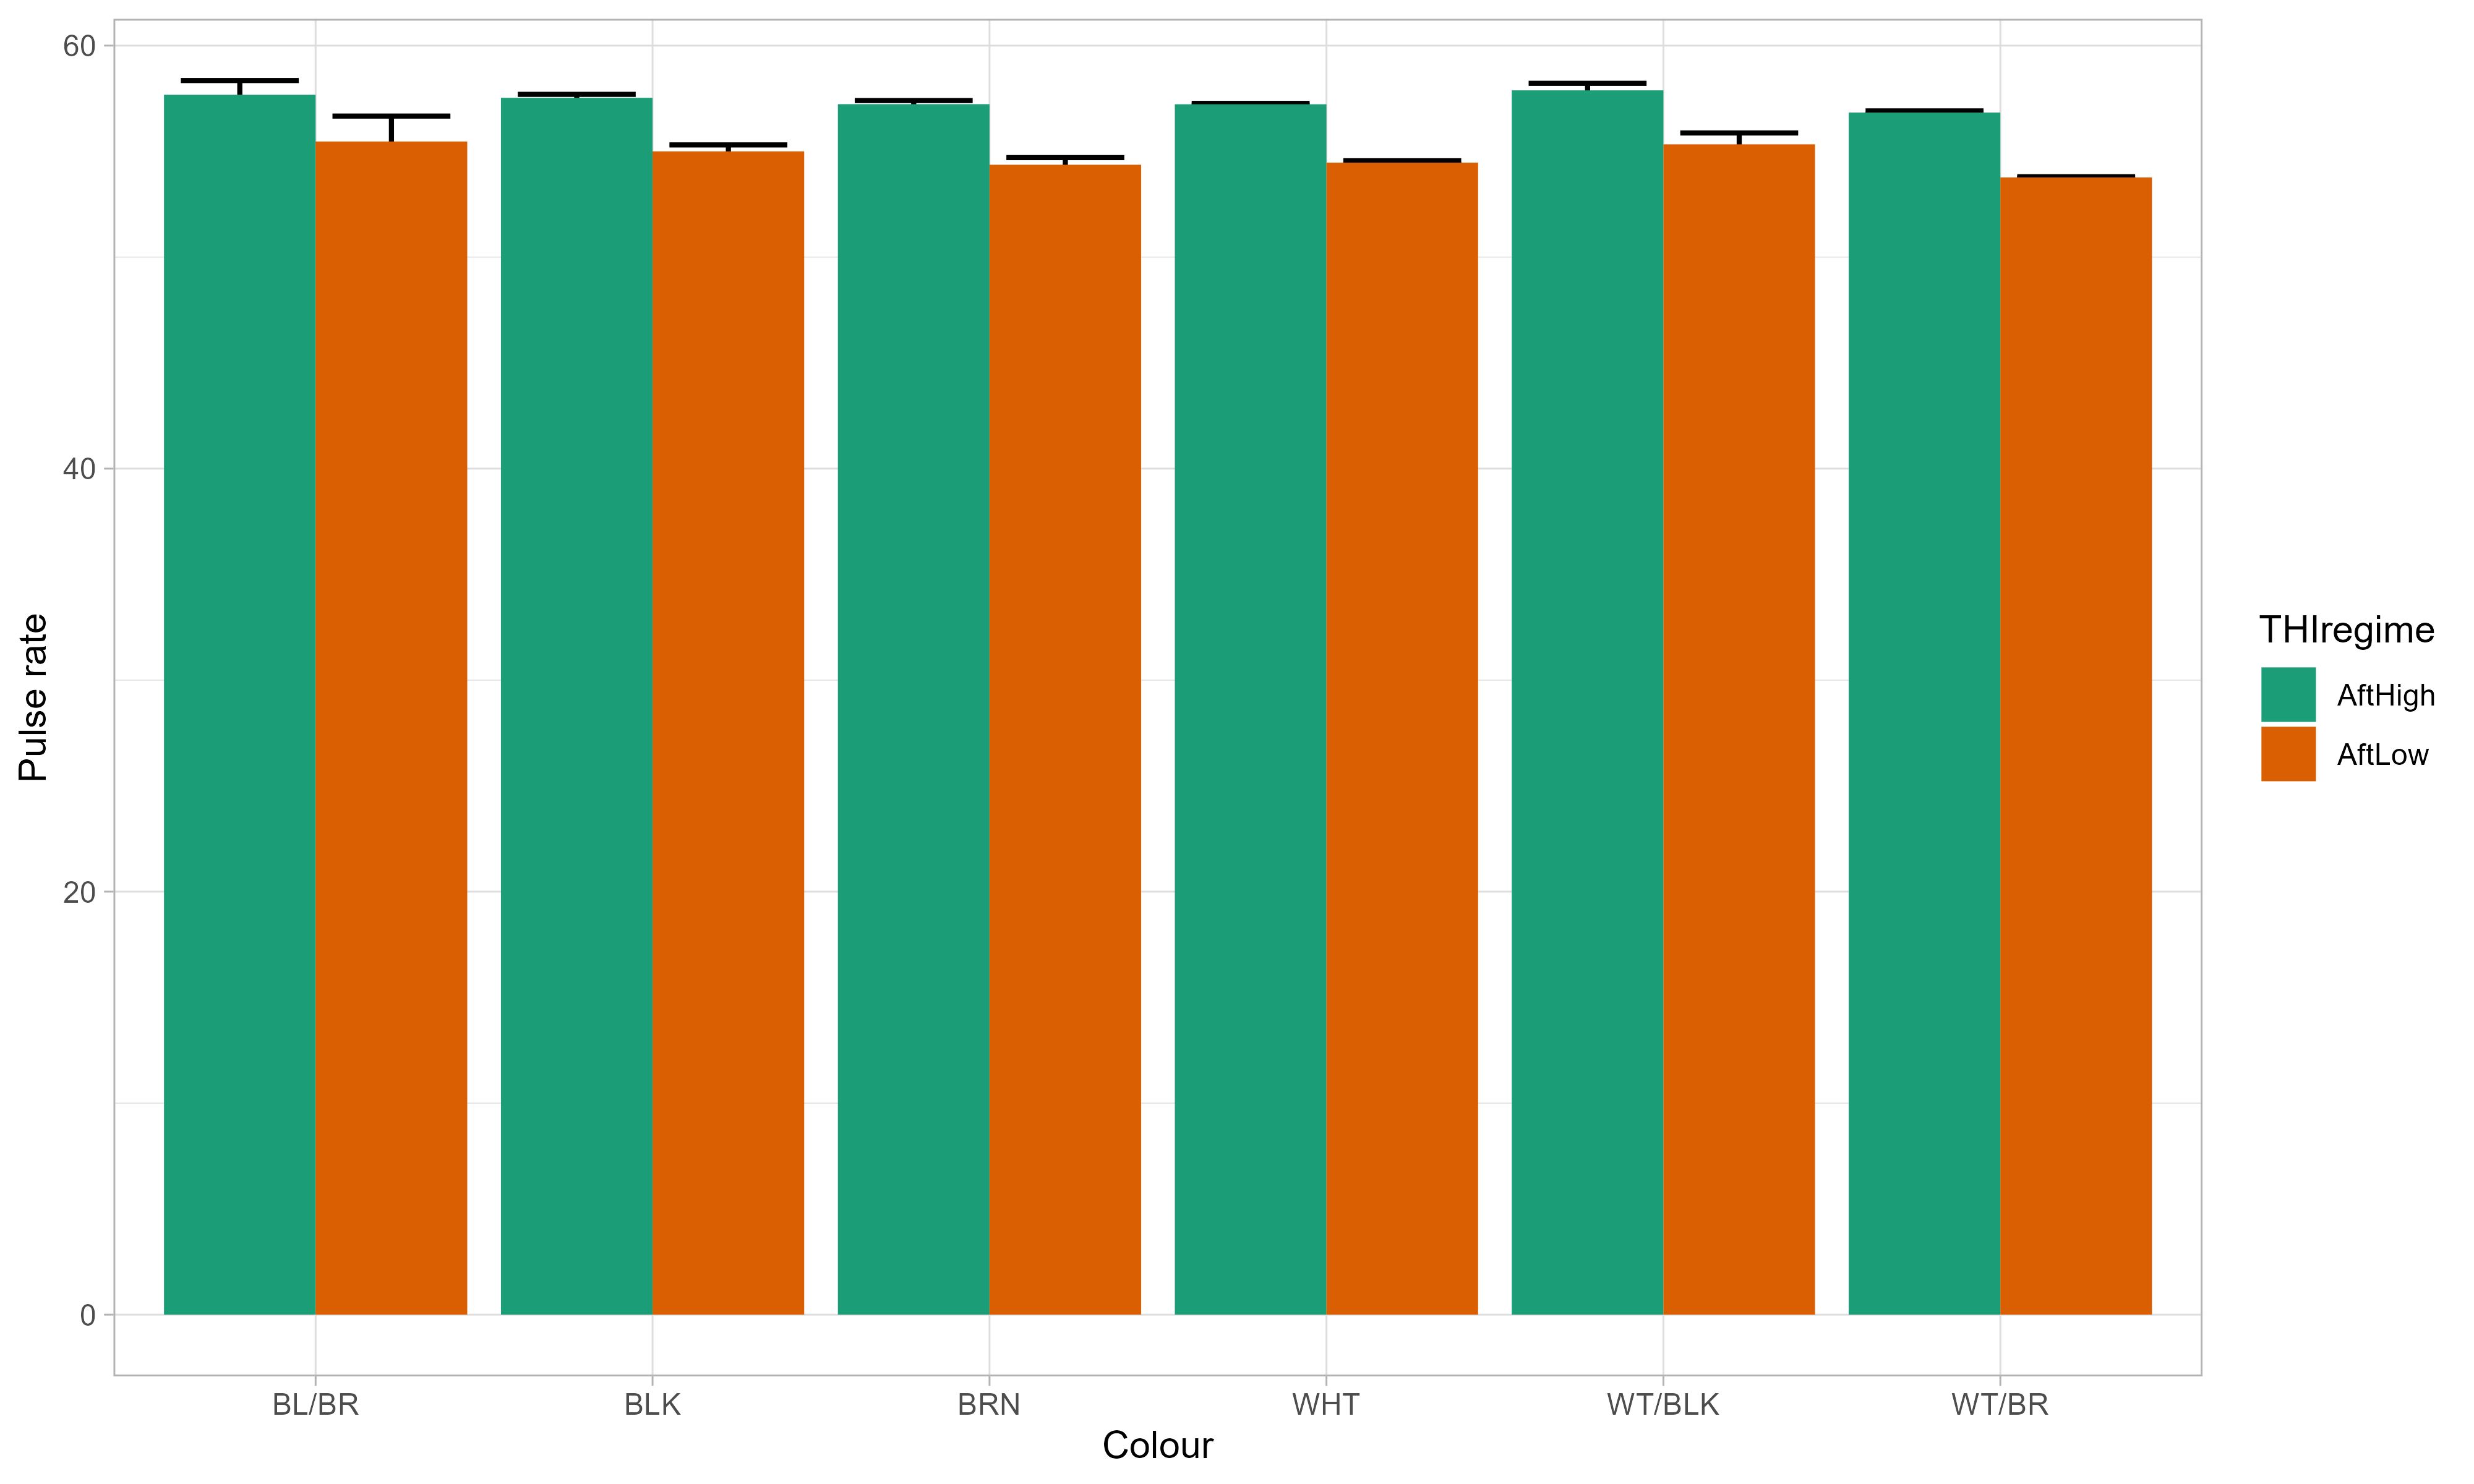 60
40
20
0
Pulse rate
BL/BR BLK BRN WHT WT/BLK WT/BR
Colour
THIregime
AftHigh
AftLow